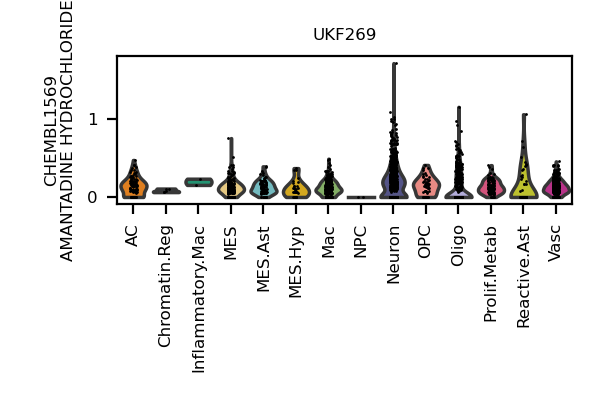 UKF269
CHEMBL1569
AMANTADINE HYDROCHLORIDE
1
0
AC
Chromatin.Reg
Inflammatory.Mac
MES
MES.Ast
MES.Hyp
Mac
NPC
Neuron
OPC
Oligo
Prolif.Metab
Reactive.Ast
Vasc